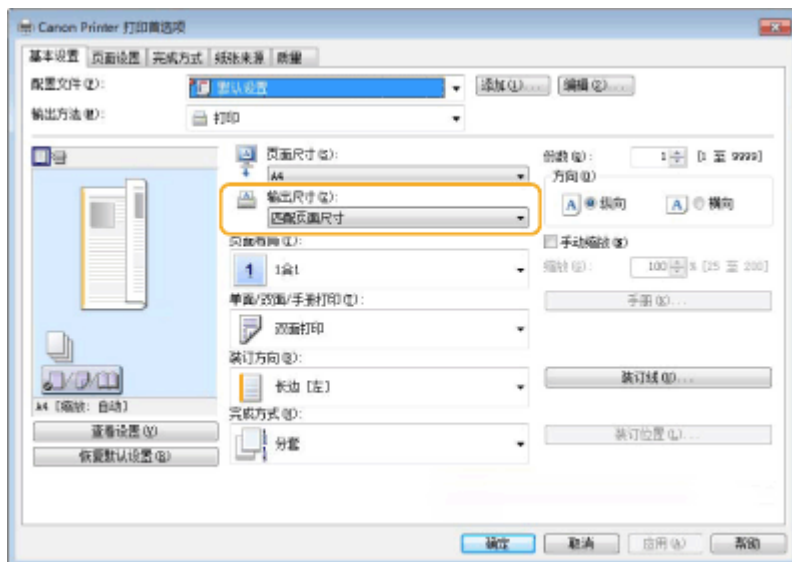 Canon Printer 打印首选项
基本设置 页面设置 完成方式 纸张来源 质量
配置文件(F): 默认设置 添加(1)... 编辑(2)...
输出方法(M): 打印
页面尺寸(S): A4
份数(Q): 1 [1 至 9999]
输出尺寸(Z): 匹配页面尺寸
方向(O)
A 纵向 A 横向
页面布局(L): 1 1合1
手动缩放(N)
缩放(G): 100 % [25 至 200]
单面/双面/手册打印(T): 双面打印
手册(K)...
装订方向(B): 长边 [左]
装订线(U)...
A4 [缩放: 自动]
完成方式(H): 分套
装订位置(L)...
查看设置(V)
恢复默认设置(R)
确定 取消 应用(A) 帮助